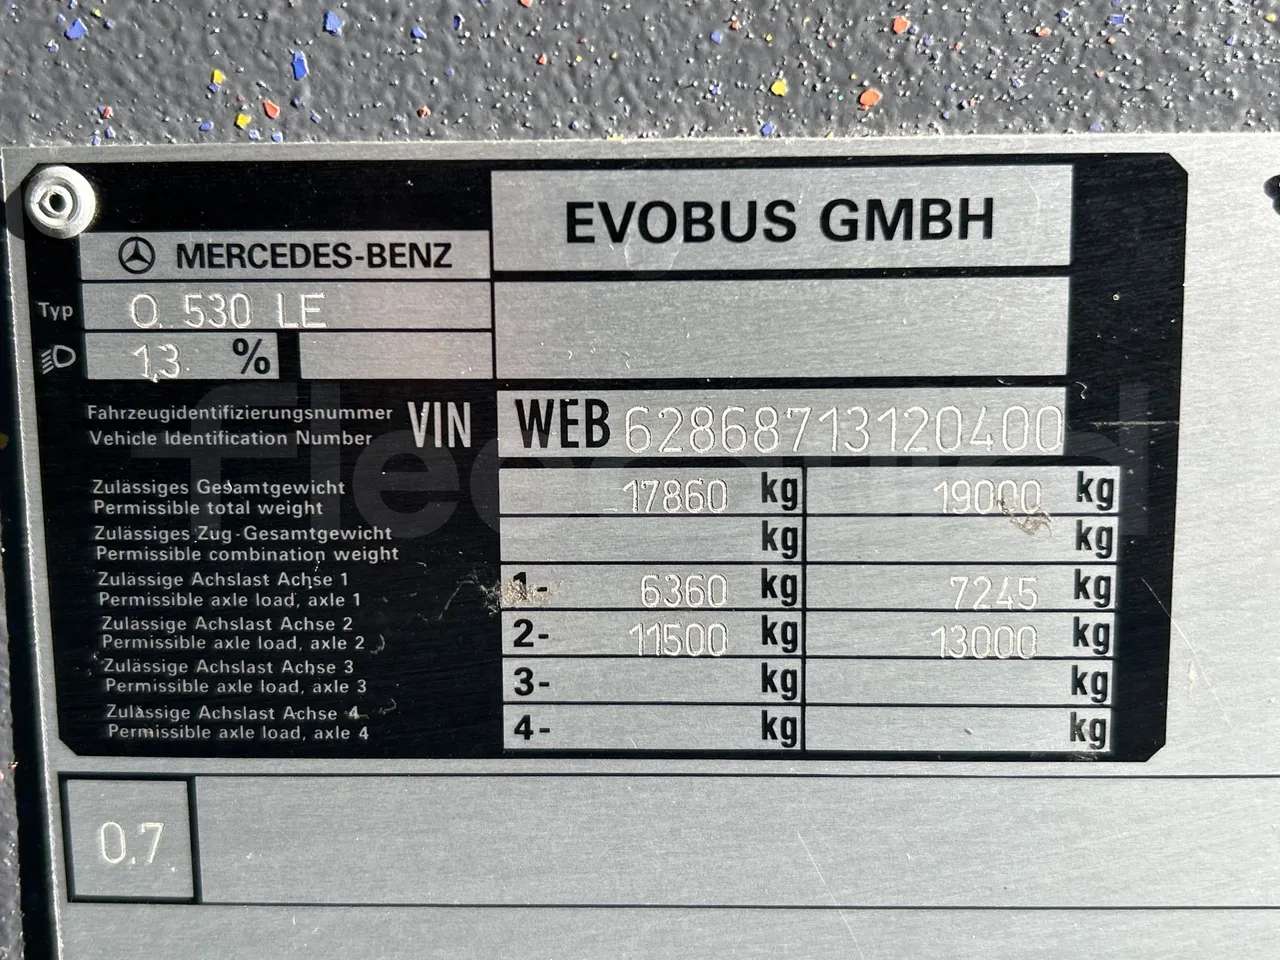 EVOBUS GMBH
MERCEDES-BENZ
Typ O 530 LE
1,3 %
Fahrzeugidentifizierungsnummer
Vehicle Identification Number
VIN WEB 62868713120400
Zulässiges Gesamtgewicht
Permissible total weight
17860 kg 19000 kg
Zulässiges Zug-Gesamtgewicht
Permissible combination weight
kg kg
Zulässige Achslast Achse 1
Permissible axle load, axle 1
1- 6360 kg 7245 kg
Zulässige Achslast Achse 2
Permissible axle load, axle 2
2- 11500 kg 13000 kg
Zulässige Achslast Achse 3
Permissible axle load, axle 3
3- kg kg
Zulässige Achslast Achse 4
Permissible axle load, axle 4
4- kg kg
0.7